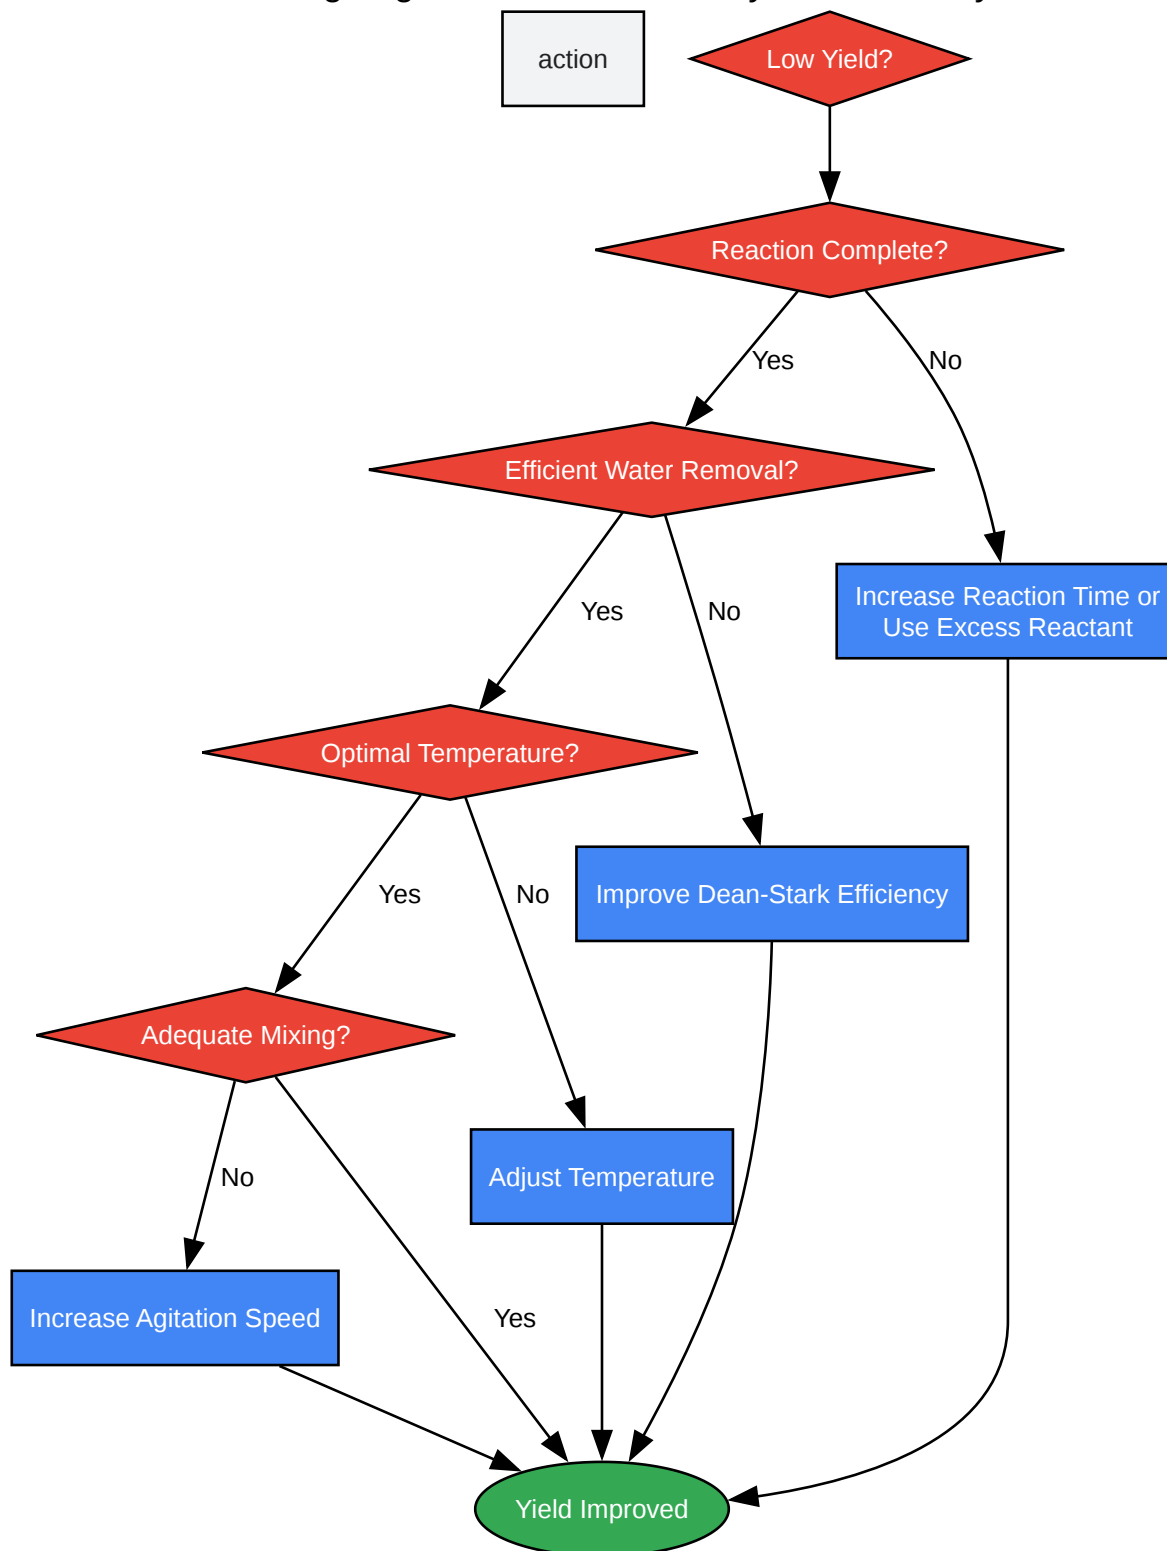 action
Low Yield?
Reaction Complete?
Yes
No
Efficient Water Removal?
Increase Reaction Time or
Use Excess Reactant
Yes
No
Optimal Temperature?
Yes
No
Improve Dean-Stark Efficiency
Adequate Mixing?
No
Adjust Temperature
Increase Agitation Speed
Yes
Yield Improved